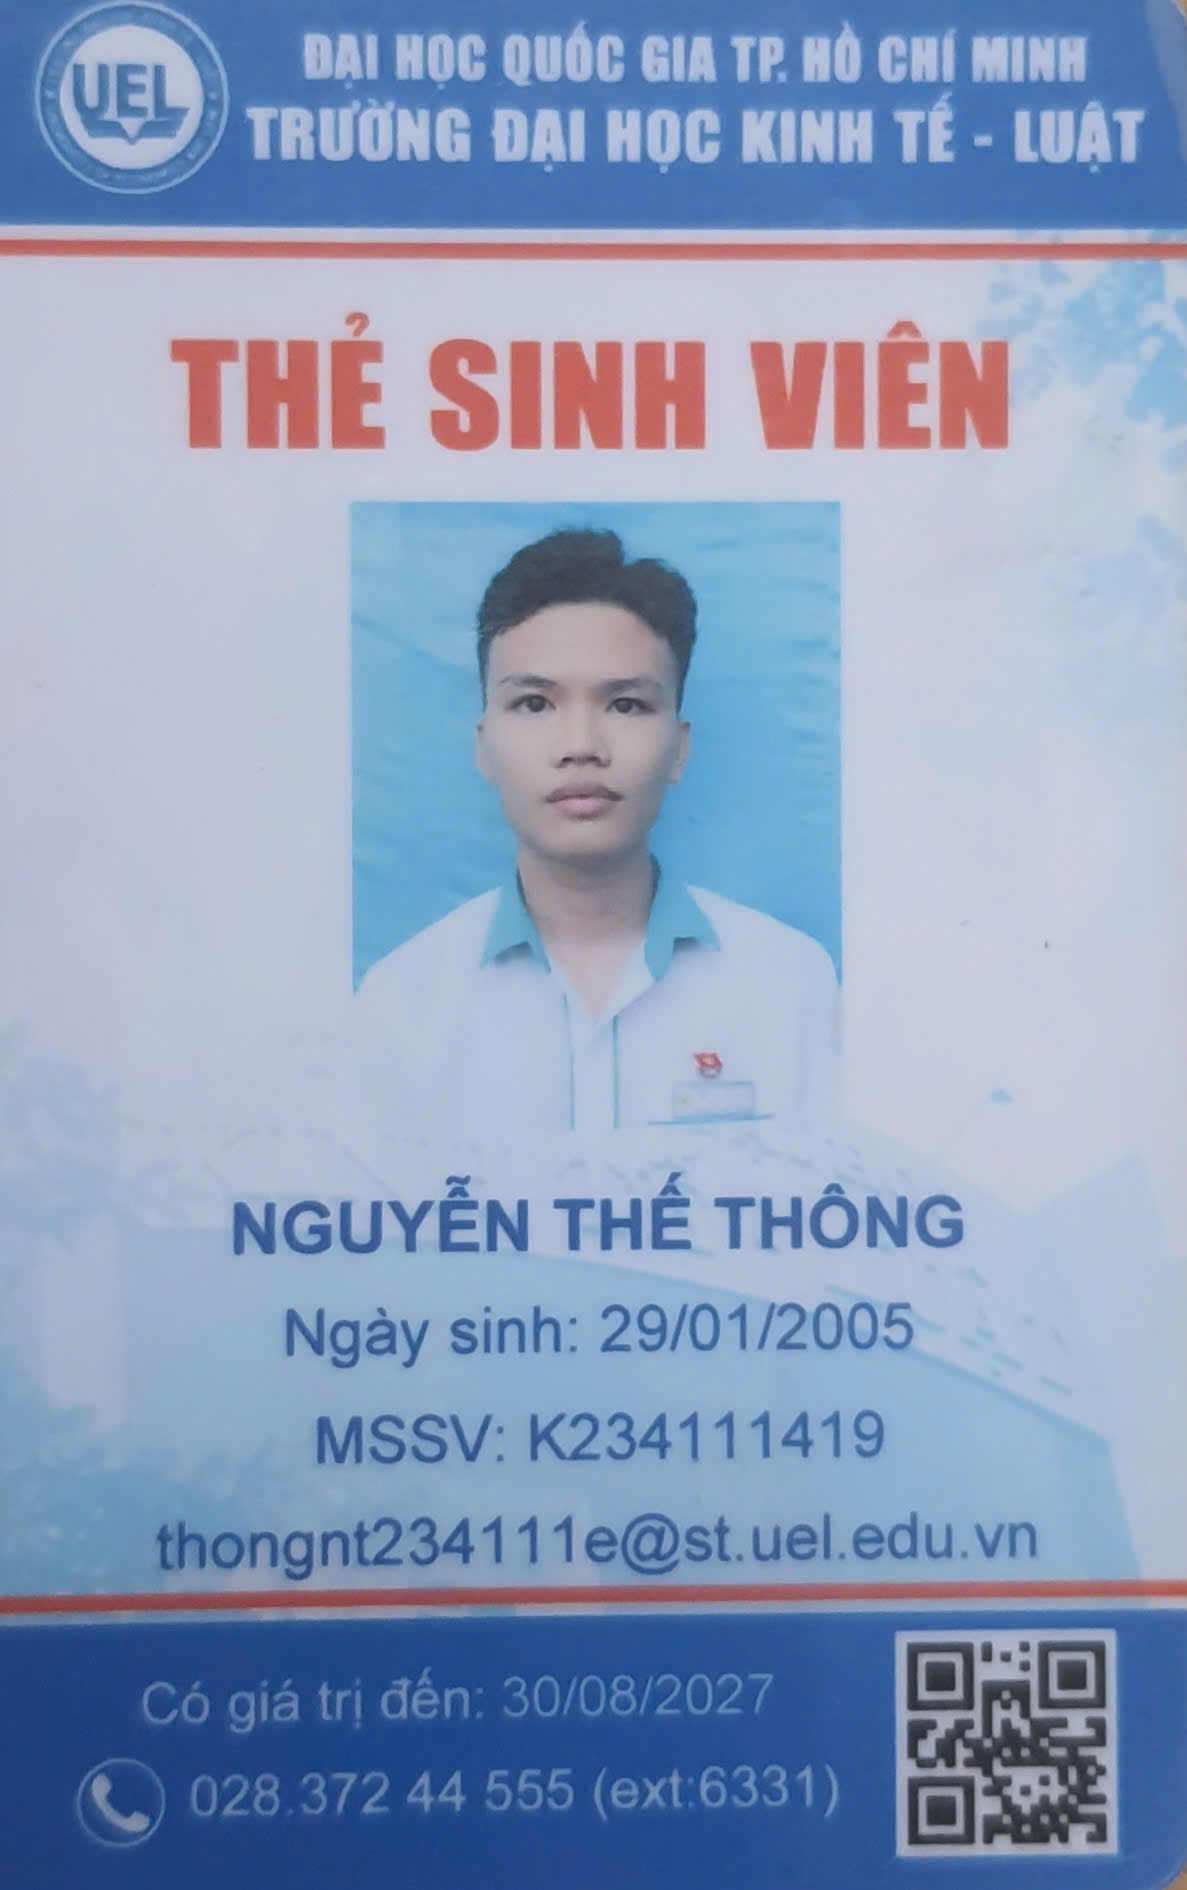 UEL
ĐẠI HỌC QUỐC GIA TP. HỒ CHÍ MINH
TRƯỜNG ĐẠI HỌC KINH TẾ - LUẬT
THẺ SINH VIÊN
NGUYỄN THẾ THÔNG
Ngày sinh: 29/01/2005
MSSV: K234111419
thongnt234111e@st.uel.edu.vn
Có giá trị đến: 30/08/2027
028.372 44 555 (ext:6331)